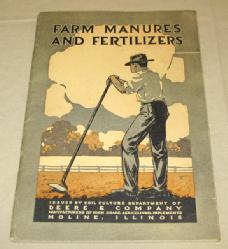 FARM MANURES
AND FERTILIZERS
ISSUED BY SOIL CULTURE DEPARTMENT OF
DEERE & COMPANY
MANUFACTURERS OF HIGH GRADE AGRICULTURAL IMPLEMENTS
MOLINE, ILLINOIS